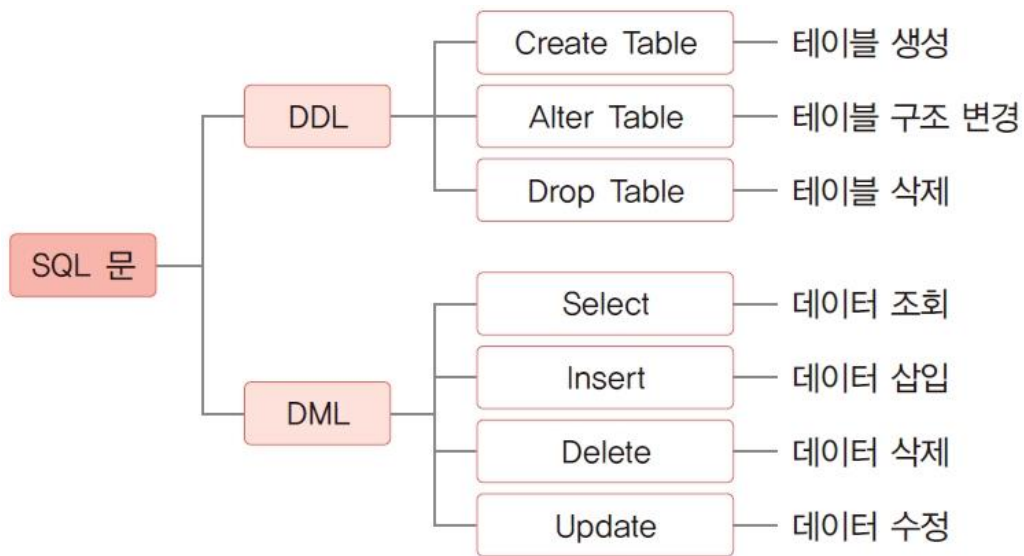 Create Table 테이블 생성
DDL Alter Table 테이블 구조 변경
Drop Table 테이블 삭제
SQL 문
Select 데이터 조회
Insert 데이터 삽입
DML
Delete 데이터 삭제
Update 데이터 수정